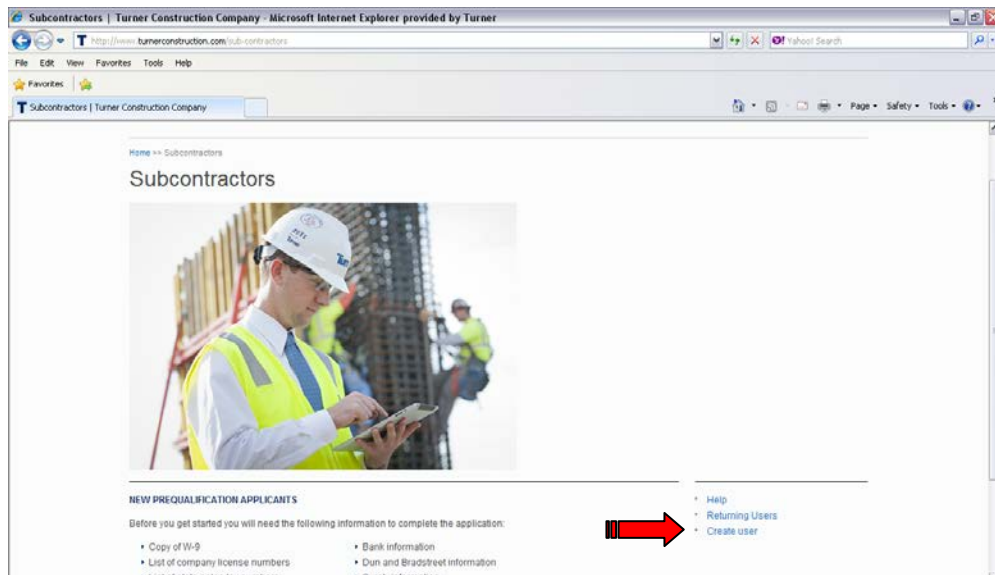 Subcontractors | Turner Construction Company - Microsoft Internet Explorer provided by Turner
http://www.turnerconstruction.com/sub-contractors
Yahoo! Search
File Edit View Favorites Tools Help
Favorites
Subcontractors | Turner Construction Company
Page Safety Tools
Home >> Subcontractors
Subcontractors
NEW PREQUALIFICATION APPLICANTS
Before you get started you will need the following information to complete the application:
Copy of W-9
List of company license numbers
Bank information
Dun and Bradstreet information
Help
Returning Users
Create user